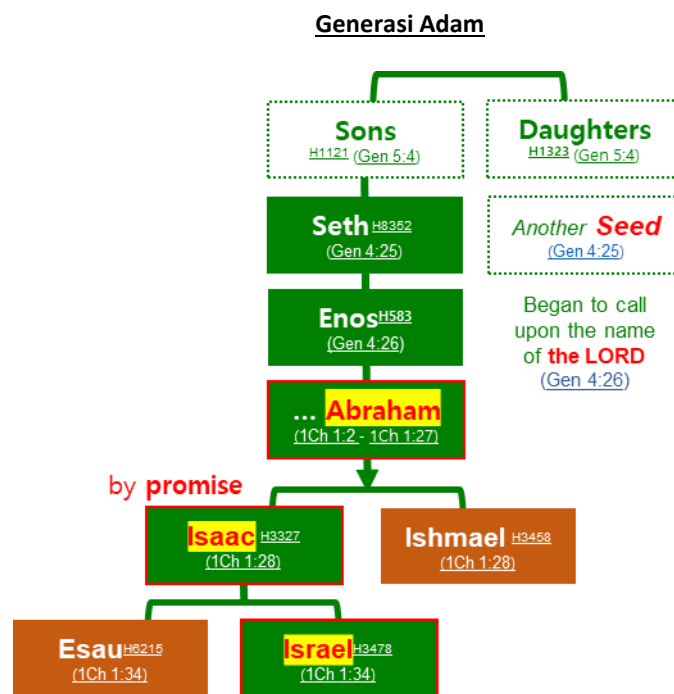 Generasi Adam
Sons
H1121 (Gen 5:4)
Daughters
H1323 (Gen 5:4)
Seth H8352
(Gen 4:25)
Another Seed
(Gen 4:25)
Enos H583
(Gen 4:26)
Began to call
upon the name
of the LORD
(Gen 4:26)
... Abraham
(1Ch 1:2 - 1Ch 1:27)
by promise
Isaac H3327
(1Ch 1:28)
Ishmael H3458
(1Ch 1:28)
Esau H6215
(1Ch 1:34)
Israel H3478
(1Ch 1:34)